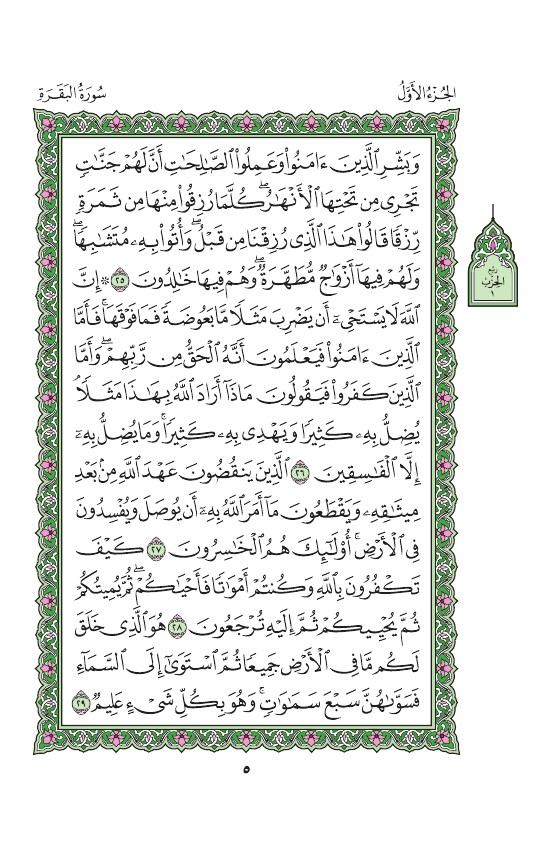 الجُزْءُ الأَوَّلُ
سُورَةُ البَقَرَةِ
وَبَشِّرِ ٱلَّذِينَ ءَامَنُوا۟ وَعَمِلُوا۟ ٱلصَّٰلِحَٰتِ أَنَّ لَهُمْ جَنَّٰتٍ
تَجْرِى مِن تَحْتِهَا ٱلْأَنْهَٰرُ ۖ كُلَّمَا رُزِقُوا۟ مِنْهَا مِن ثَمَرَةٍ
رِّزْقًا قَالُوا۟ هَٰذَا ٱلَّذِى رُزِقْنَا مِن قَبْلُ ۖ وَأُتُوا۟ بِهِۦ مُتَشَٰبِهًا ۖ
وَلَهُمْ فِيهَآ أَزْوَٰجٌ مُّطَهَّرَةٌ ۖ وَهُمْ فِيهَا خَٰلِدُونَ ٢٥ ۞ إِنَّ
ٱللَّهَ لَا يَسْتَحْىِۦٓ أَن يَضْرِبَ مَثَلًا مَّا بَعُوضَةً فَمَا فَوْقَهَا ۚ فَأَمَّا
ٱلَّذِينَ ءَامَنُوا۟ فَيَعْلَمُونَ أَنَّهُ ٱلْحَقُّ مِن رَّبِّهِمْ ۖ وَأَمَّا
ٱلَّذِينَ كَفَرُوا۟ فَيَقُولُونَ مَاذَآ أَرَادَ ٱللَّهُ بِهَٰذَا مَثَلًا ۘ
يُضِلُّ بِهِۦ كَثِيرًا وَيَهْدِى بِهِۦ كَثِيرًا ۚ وَمَا يُضِلُّ بِهِۦٓ
إِلَّا ٱلْفَٰسِقِينَ ٢٦ ٱلَّذِينَ يَنقُضُونَ عَهْدَ ٱللَّهِ مِنۢ بَعْدِ
مِيثَٰقِهِۦ وَيَقْطَعُونَ مَآ أَمَرَ ٱللَّهُ بِهِۦٓ أَن يُوصَلَ وَيُفْسِدُونَ
فِى ٱلْأَرْضِ ۚ أُو۟لَٰٓئِكَ هُمُ ٱلْخَٰسِرُونَ ٢٧ كَيْفَ
تَكْفُرُونَ بِٱللَّهِ وَكُنتُمْ أَمْوَٰتًا فَأَحْيَٰكُمْ ۖ ثُمَّ يُمِيتُكُمْ
ثُمَّ يُحْيِيكُمْ ثُمَّ إِلَيْهِ تُرْجَعُونَ ٢٨ هُوَ ٱلَّذِى خَلَقَ
لَكُم مَّا فِى ٱلْأَرْضِ جَمِيعًا ثُمَّ ٱسْتَوَىٰٓ إِلَى ٱلسَّمَآءِ
فَسَوَّىٰهُنَّ سَبْعَ سَمَٰوَٰتٍ ۚ وَهُوَ بِكُلِّ شَىْءٍ عَلِيمٌ ٢٩
رُبع
الحِزْب
١
٥